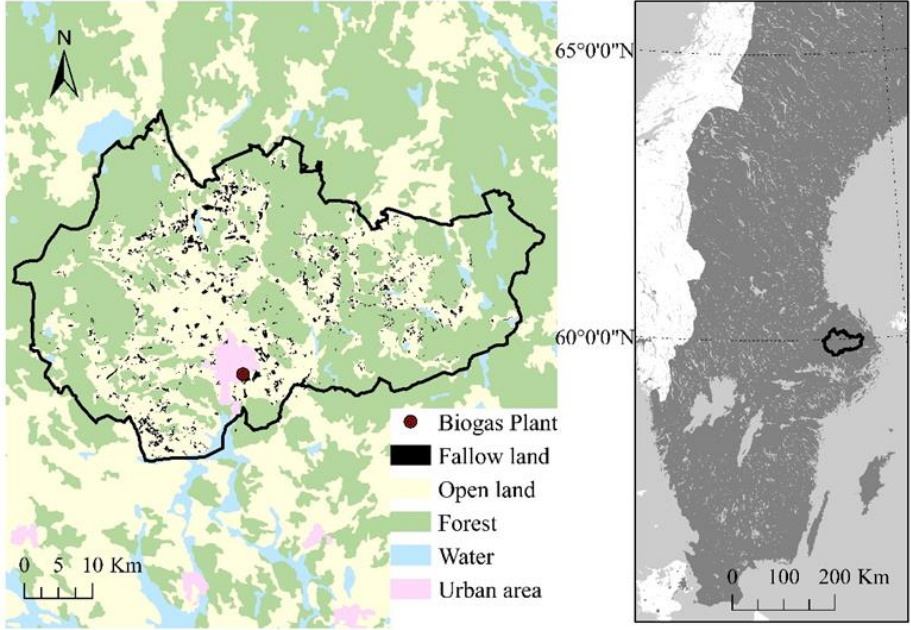 N
65°0'0"N
60°0'0"N
Biogas Plant
Fallow land
Open land
Forest
Water
Urban area
0 5 10 Km
0 100 200 Km